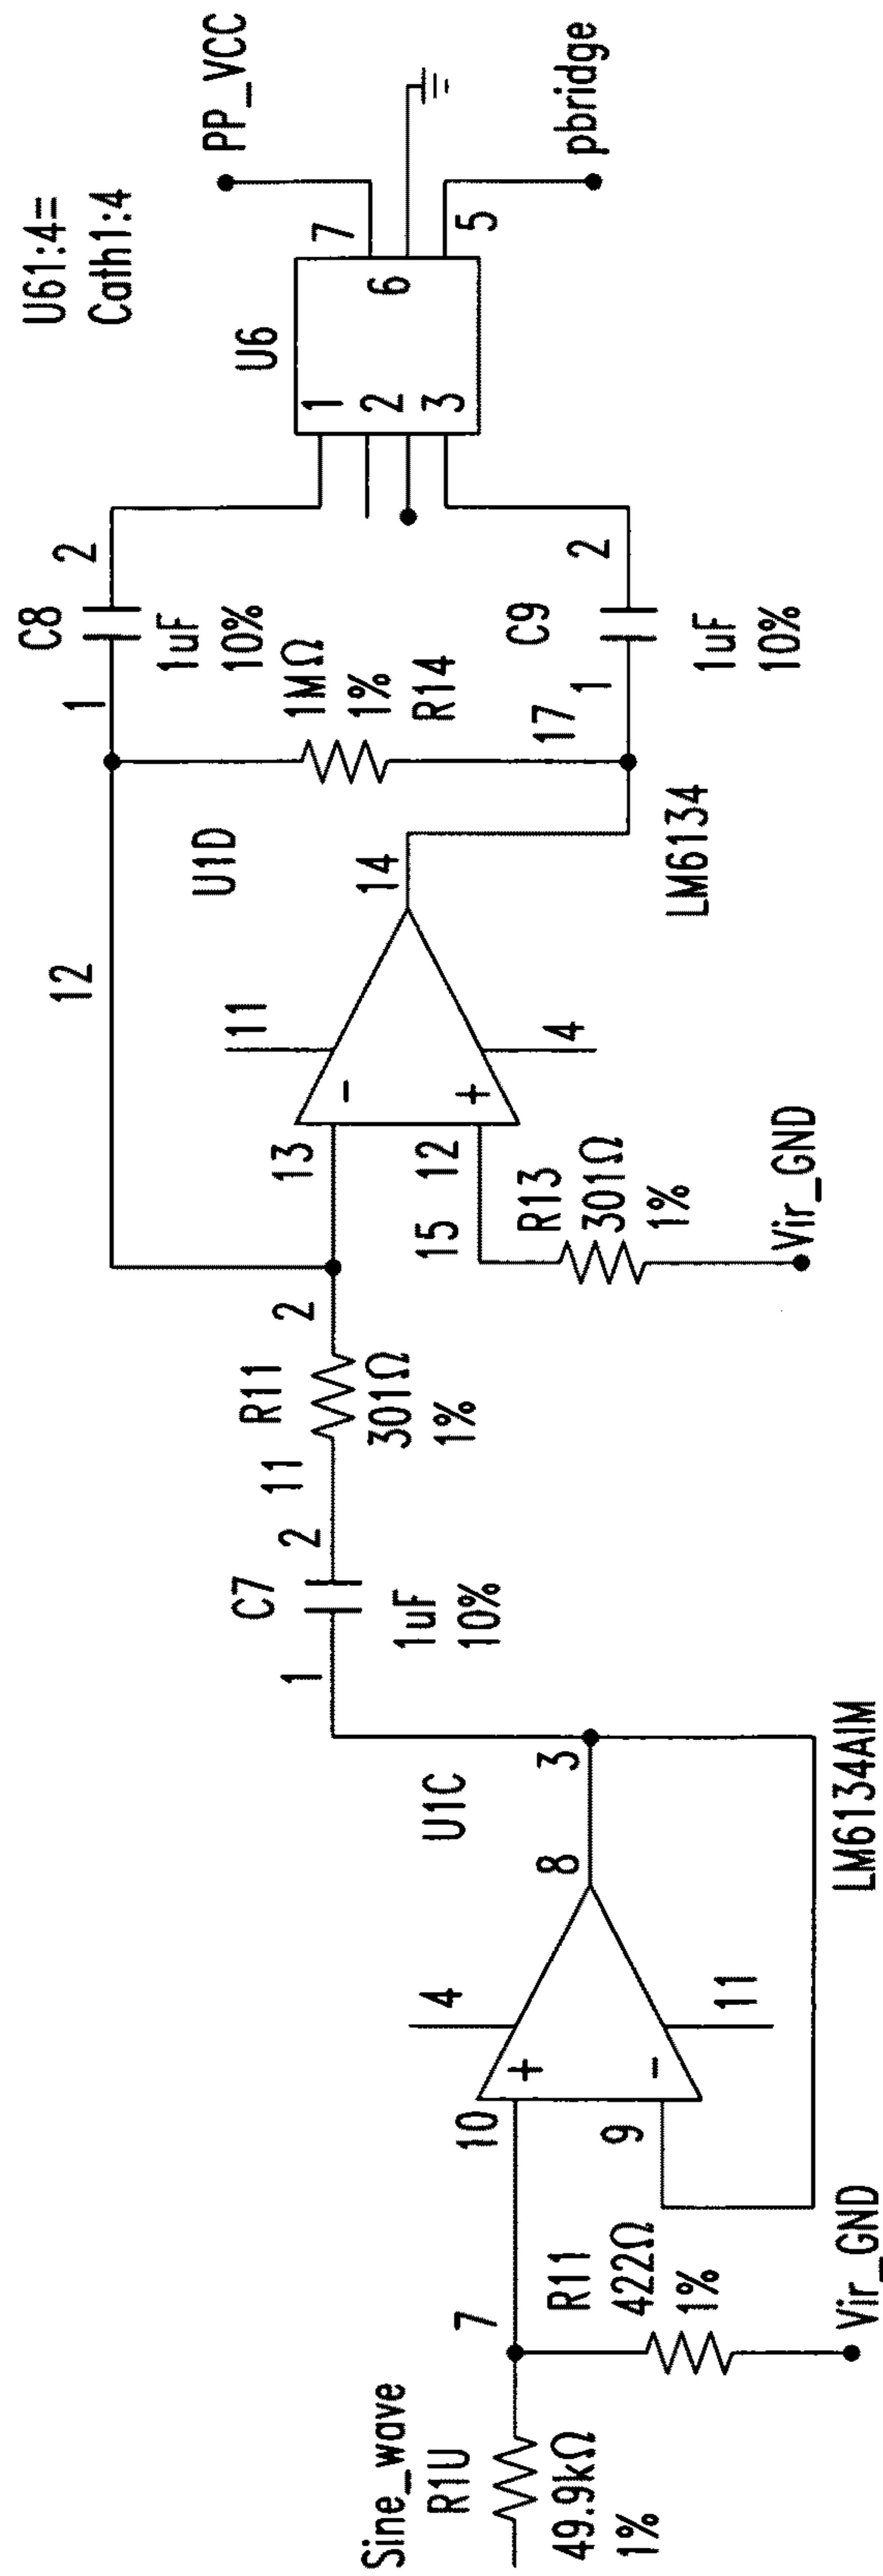 Sine_wave
R1U
49.9kΩ
1%
7
R11
422Ω
1%
Vir_GND
10
9
+
-
4
11
8
3
U1C
LM6134AIM
1
C7
2
1uF
10%
11
R11
301Ω
1%
2
13
12
15
R13
301Ω
1%
Vir_GND
-
+
11
4
12
14
U1D
LM6134
17
1MΩ
1%
R14
1
C8
2
1uF
10%
1
C9
2
1uF
10%
U6
1
2
3
7
6
5
U61:4=
Cath1:4
PP_VCC
pbridge